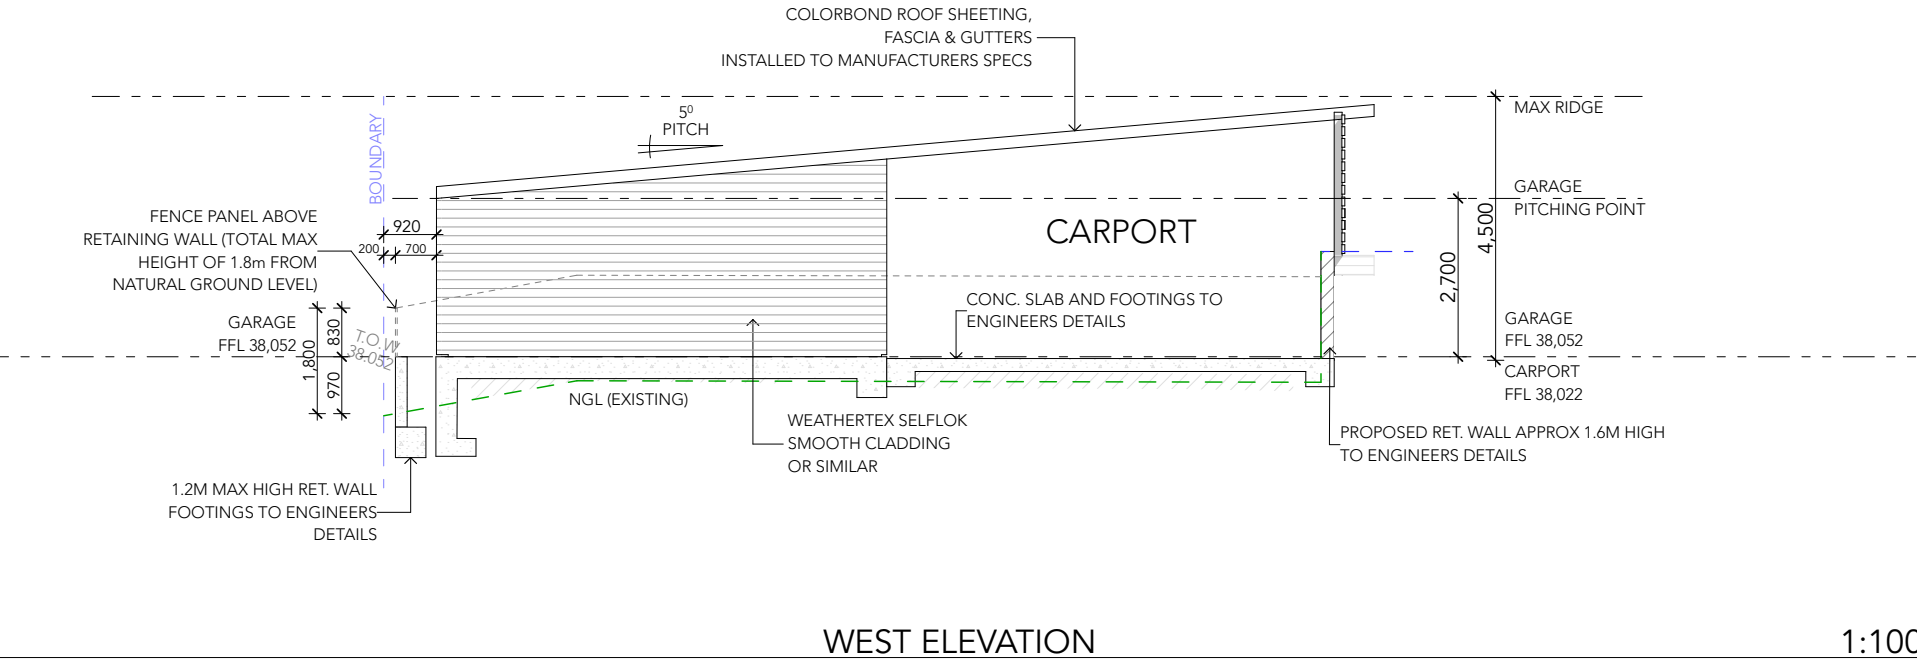 COLORBOND ROOF SHEETING,
FASCIA & GUTTERS
INSTALLED TO MANUFACTURERS SPECS
MAX RIDGE
5⁰
PITCH
BOUNDARY
GARAGE
PITCHING POINT
FENCE PANEL ABOVE
RETAINING WALL (TOTAL MAX
HEIGHT OF 1.8m FROM
NATURAL GROUND LEVEL)
920
200
700
CARPORT
4,500
2,700
CONC. SLAB AND FOOTINGS TO
ENGINEERS DETAILS
GARAGE
FFL 38,052
1,800
830
970
T.O.W
38.052
GARAGE
FFL 38,052
CARPORT
FFL 38,022
NGL (EXISTING)
WEATHERTEX SELFLOK
SMOOTH CLADDING
OR SIMILAR
PROPOSED RET. WALL APPROX 1.6M HIGH
TO ENGINEERS DETAILS
1.2M MAX HIGH RET. WALL
FOOTINGS TO ENGINEERS
DETAILS
WEST ELEVATION
1:100